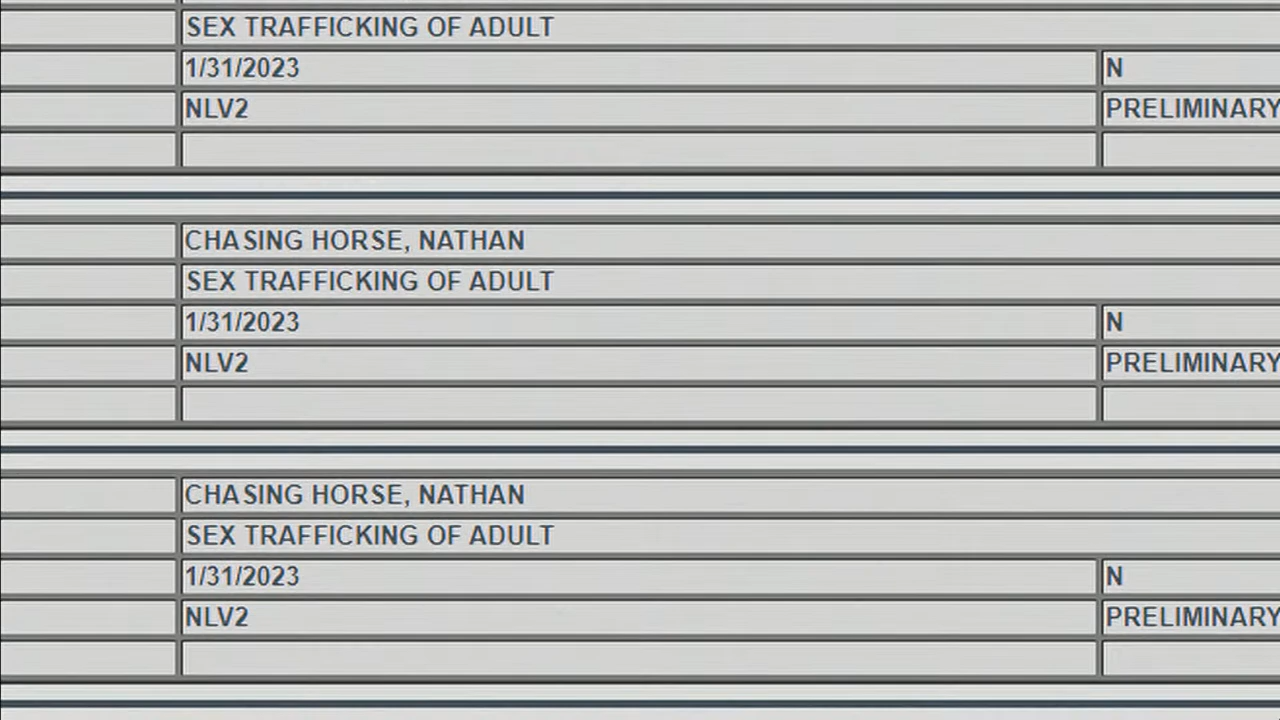 SEX TRAFFICKING OF ADULT
1/31/2023 N
NLV2 PRELIMINARY
CHASING HORSE, NATHAN
SEX TRAFFICKING OF ADULT
1/31/2023 N
NLV2 PRELIMINARY
CHASING HORSE, NATHAN
SEX TRAFFICKING OF ADULT
1/31/2023 N
NLV2 PRELIMINARY